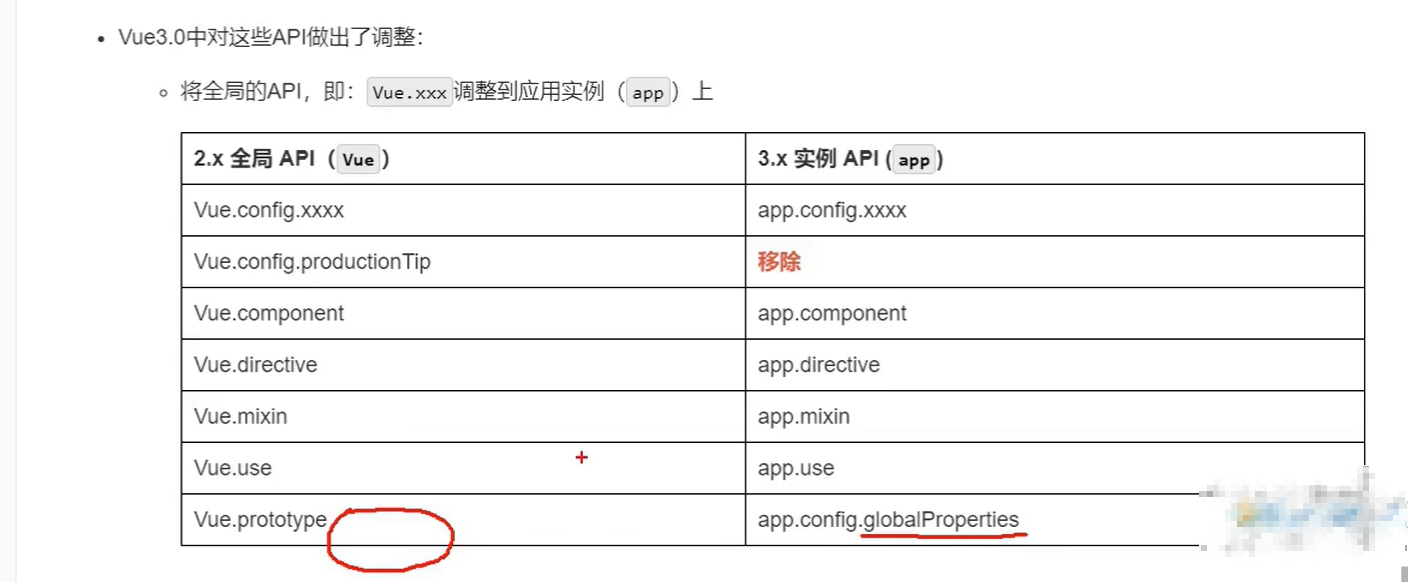 Vue3.0中对这些API做出了调整:
将全局的API,即:Vue.xxx调整到应用实例(app)上
2.x 全局 API(Vue) 3.x 实例 API (app)
Vue.config.xxxx app.config.xxxx
Vue.config.productionTip 移除
Vue.component app.component
Vue.directive app.directive
Vue.mixin app.mixin
Vue.use app.use
Vue.prototype app.config.globalProperties